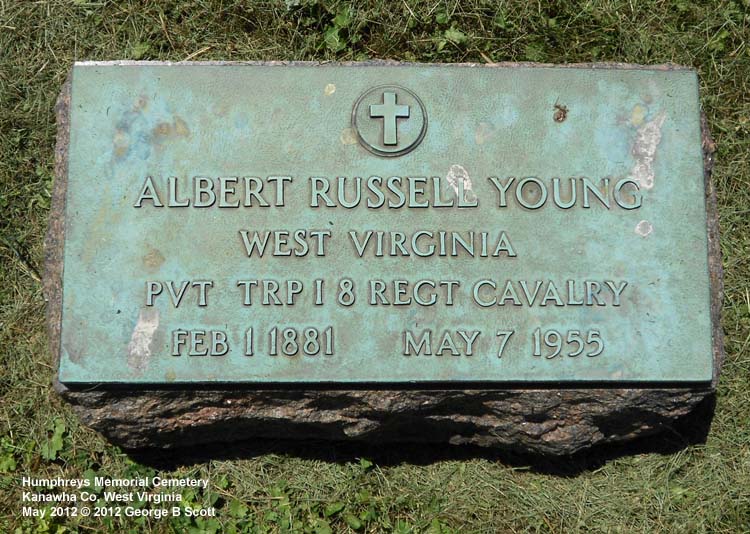 ALBERT RUSSELL YOUNG
WEST VIRGINIA
PVT TRP I 8 REGT CAVALRY
FEB 1 1881 MAY 7 1955
Humphreys Memorial Cemetery
Kanawha Co, West Virginia
May 2012 © 2012 George B Scott